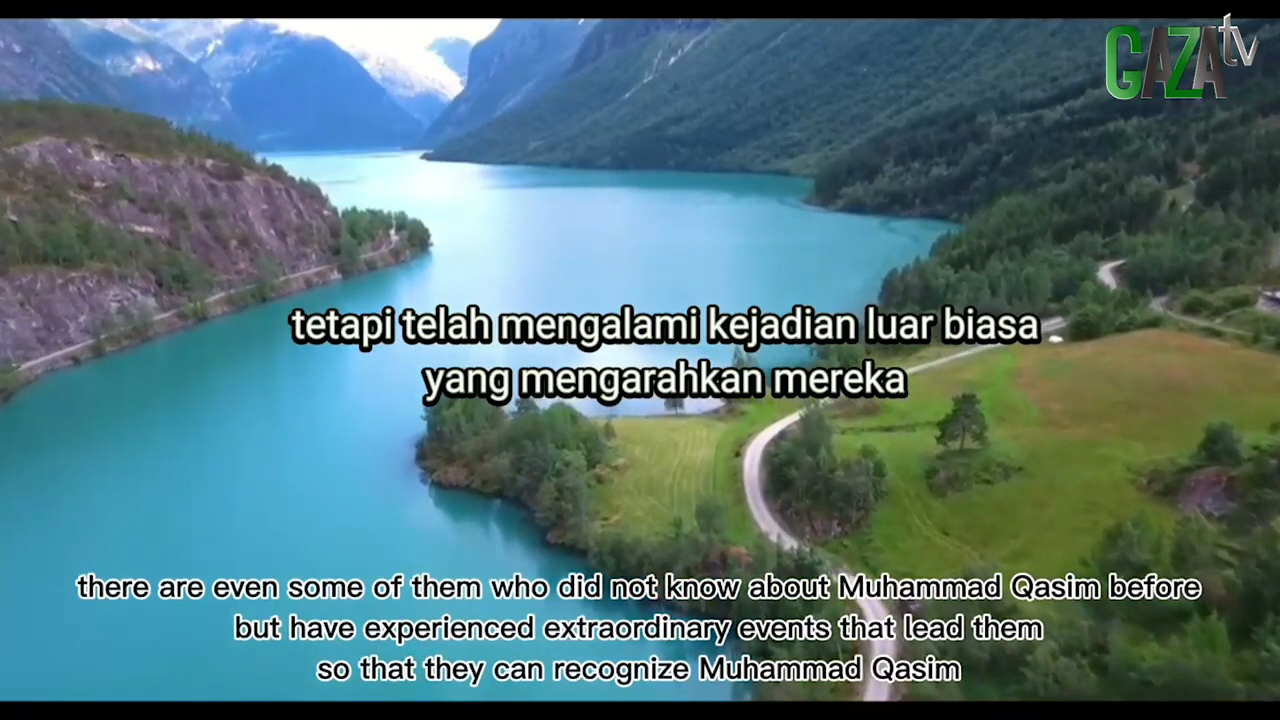 GAZAtv
tetapi telah mengalami kejadian luar biasa
yang mengarahkan mereka
there are even some of them who did not know about Muhammad Qasim before
but have experienced extraordinary events that lead them
so that they can recognize Muhammad Qasim